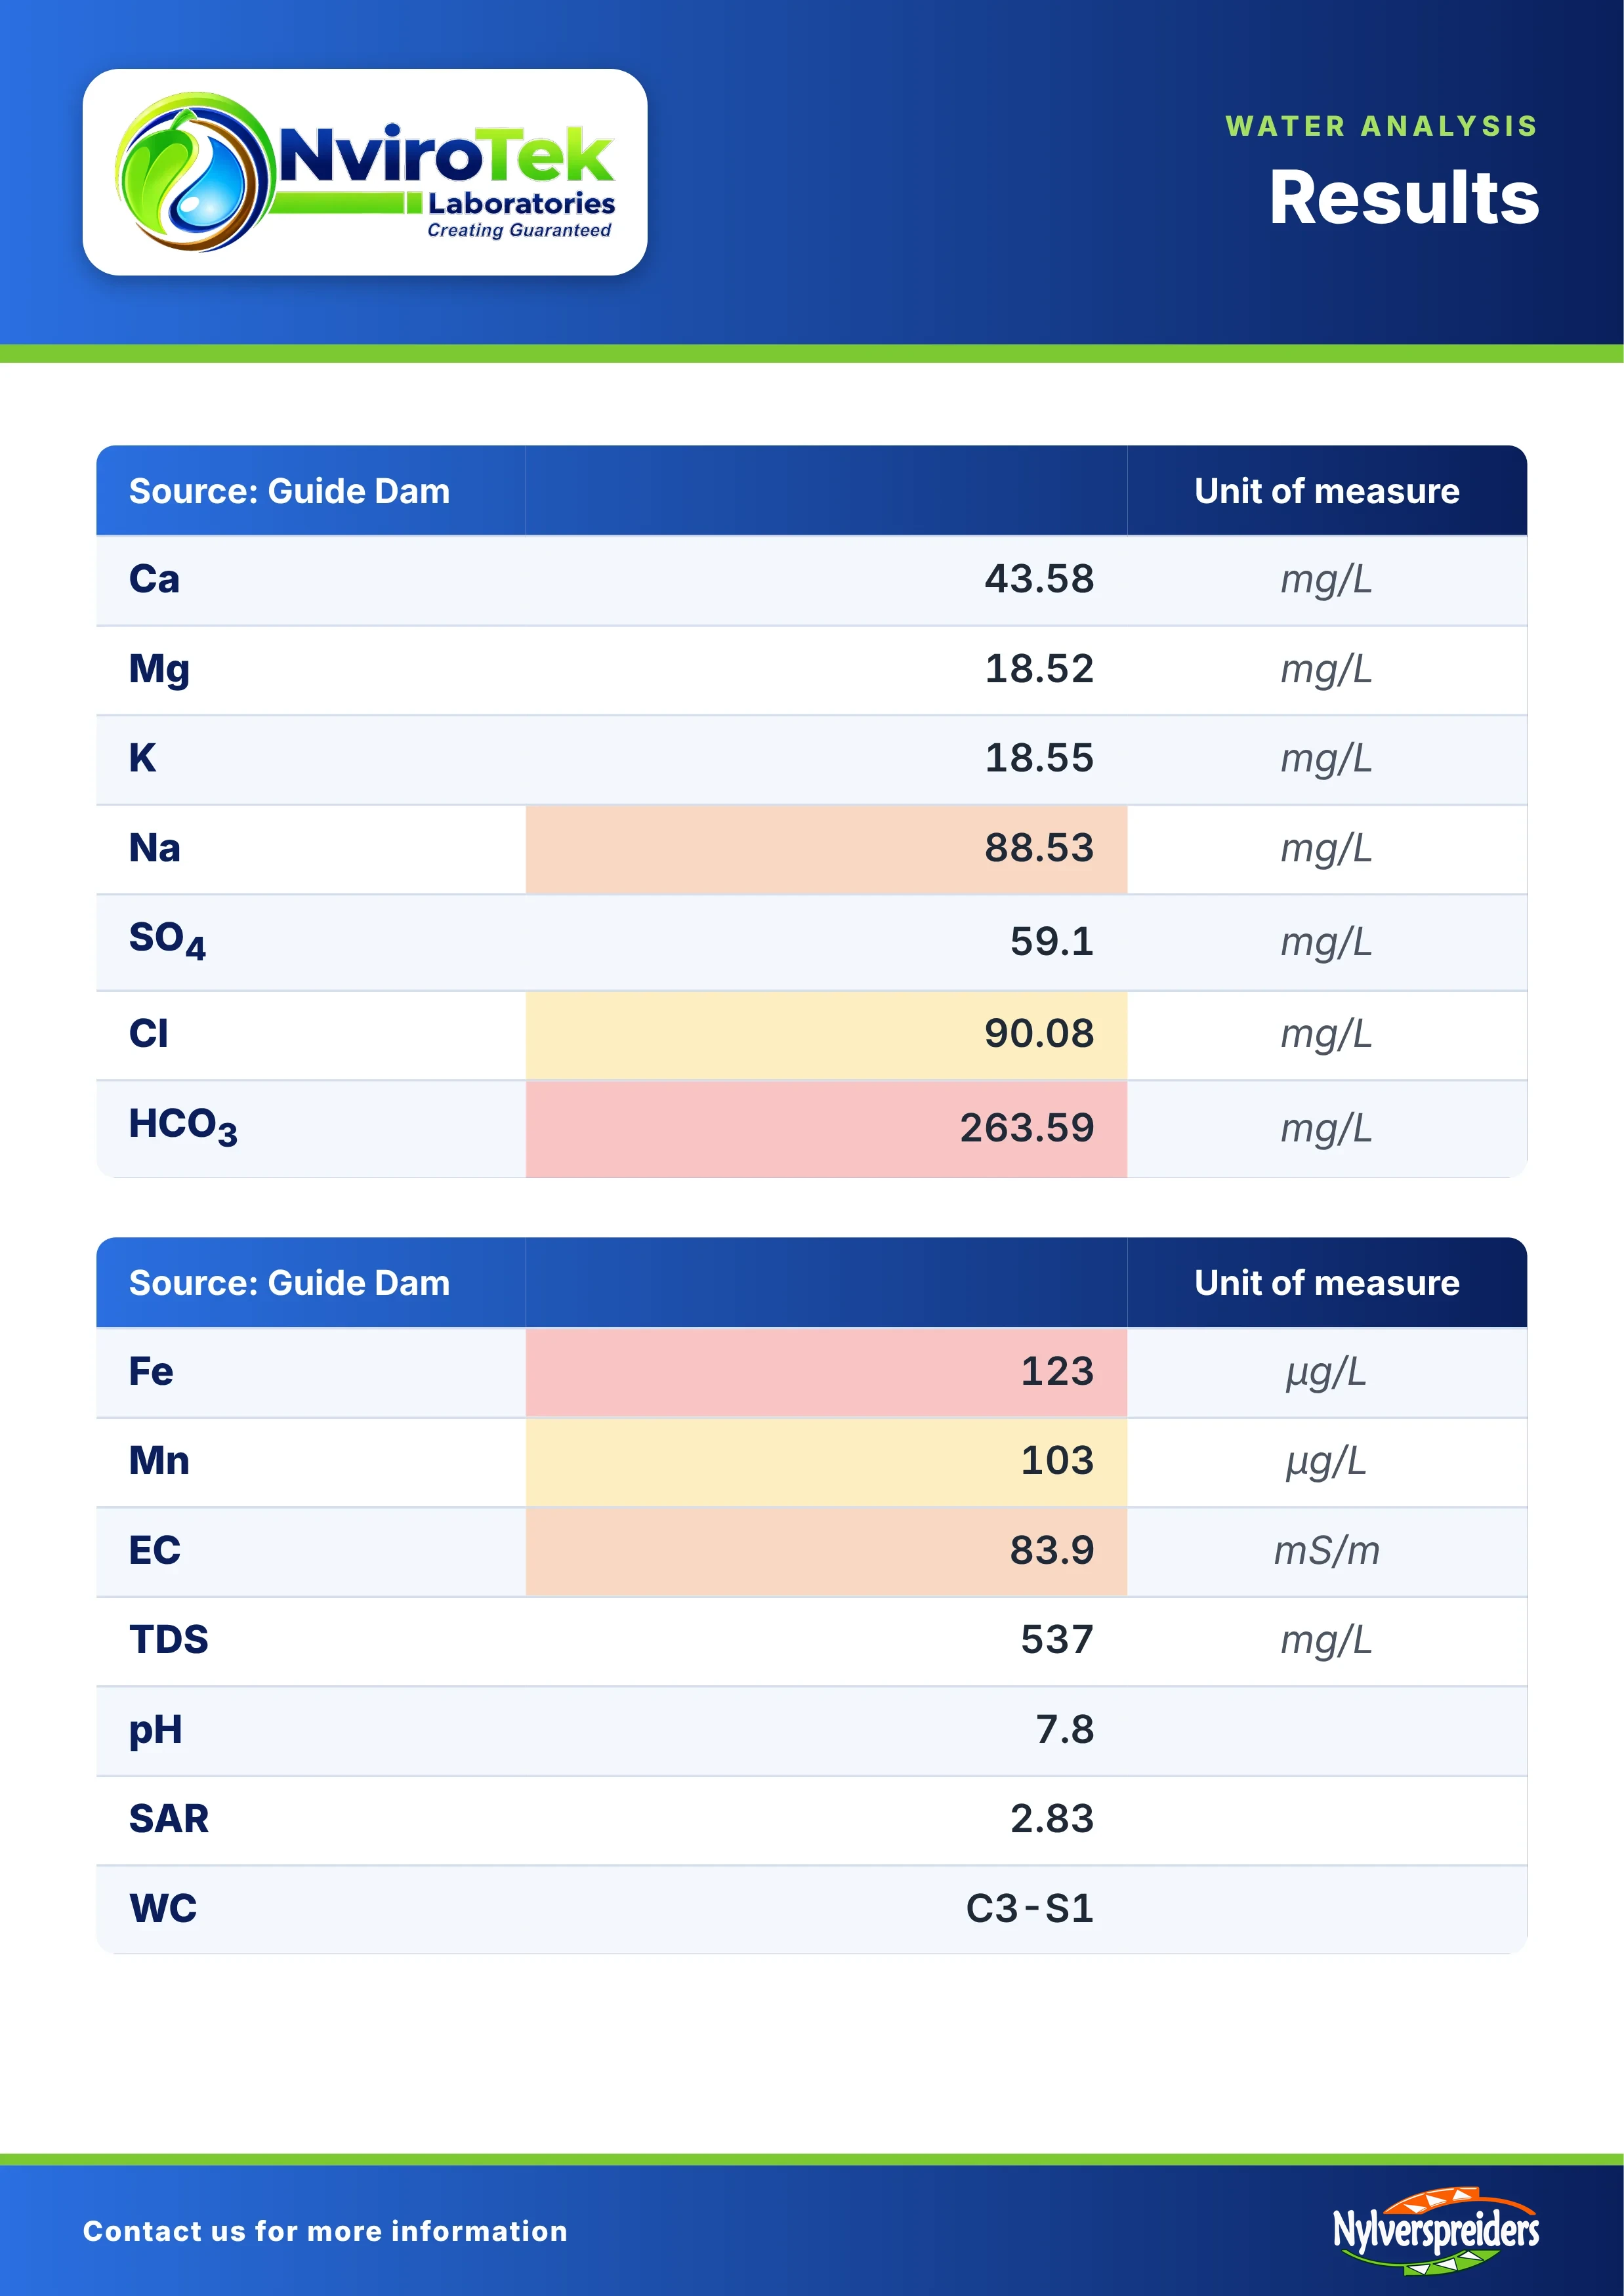 NviroTek
Laboratories
Creating Guaranteed
WATER ANALYSIS
Results
Source: Guide Dam Unit of measure
Ca 43.58 mg/L
Mg 18.52 mg/L
K 18.55 mg/L
Na 88.53 mg/L
SO₄ 59.1 mg/L
Cl 90.08 mg/L
HCO₃ 263.59 mg/L
Source: Guide Dam Unit of measure
Fe 123 µg/L
Mn 103 µg/L
EC 83.9 mS/m
TDS 537 mg/L
pH 7.8
SAR 2.83
WC C3-S1
Contact us for more information
Nylverspreiders